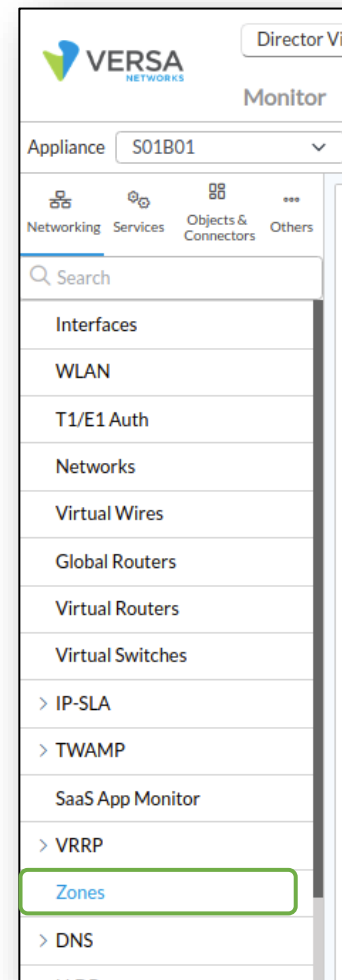 VERSA
NETWORKS
Director Vi
Monitor
Appliance S01B01
Networking Services Objects & Connectors Others
Search
Interfaces
WLAN
T1/E1 Auth
Networks
Virtual Wires
Global Routers
Virtual Routers
Virtual Switches
IP-SLA
TWAMP
SaaS App Monitor
VRRP
Zones
DNS